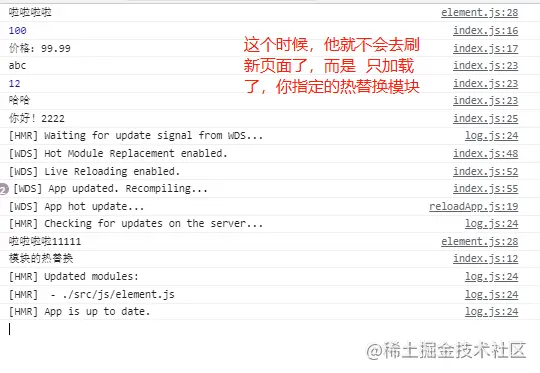 啦啦啦啦 element.js:28
100 index.js:16
价格：99.99 index.js:17
abc index.js:23
12 index.js:23
哈哈 index.js:23
你好！2222 index.js:25
这个时候，他就不会去刷
新页面了，而是 只加载
了，你指定的热替换模块
[HMR] Waiting for update signal from WDS... log.js:24
[WDS] Hot Module Replacement enabled. index.js:48
[WDS] Live Reloading enabled. index.js:52
2 [WDS] App updated. Recompiling... index.js:55
[WDS] App hot update... reloadApp.js:19
[HMR] Checking for updates on the server... log.js:24
啦啦啦啦11111 element.js:28
模块的热替换 index.js:12
[HMR] Updated modules: log.js:24
[HMR]  - ./src/js/element.js log.js:24
[HMR] App is up to date. log.js:24
@稀土掘金技术社区